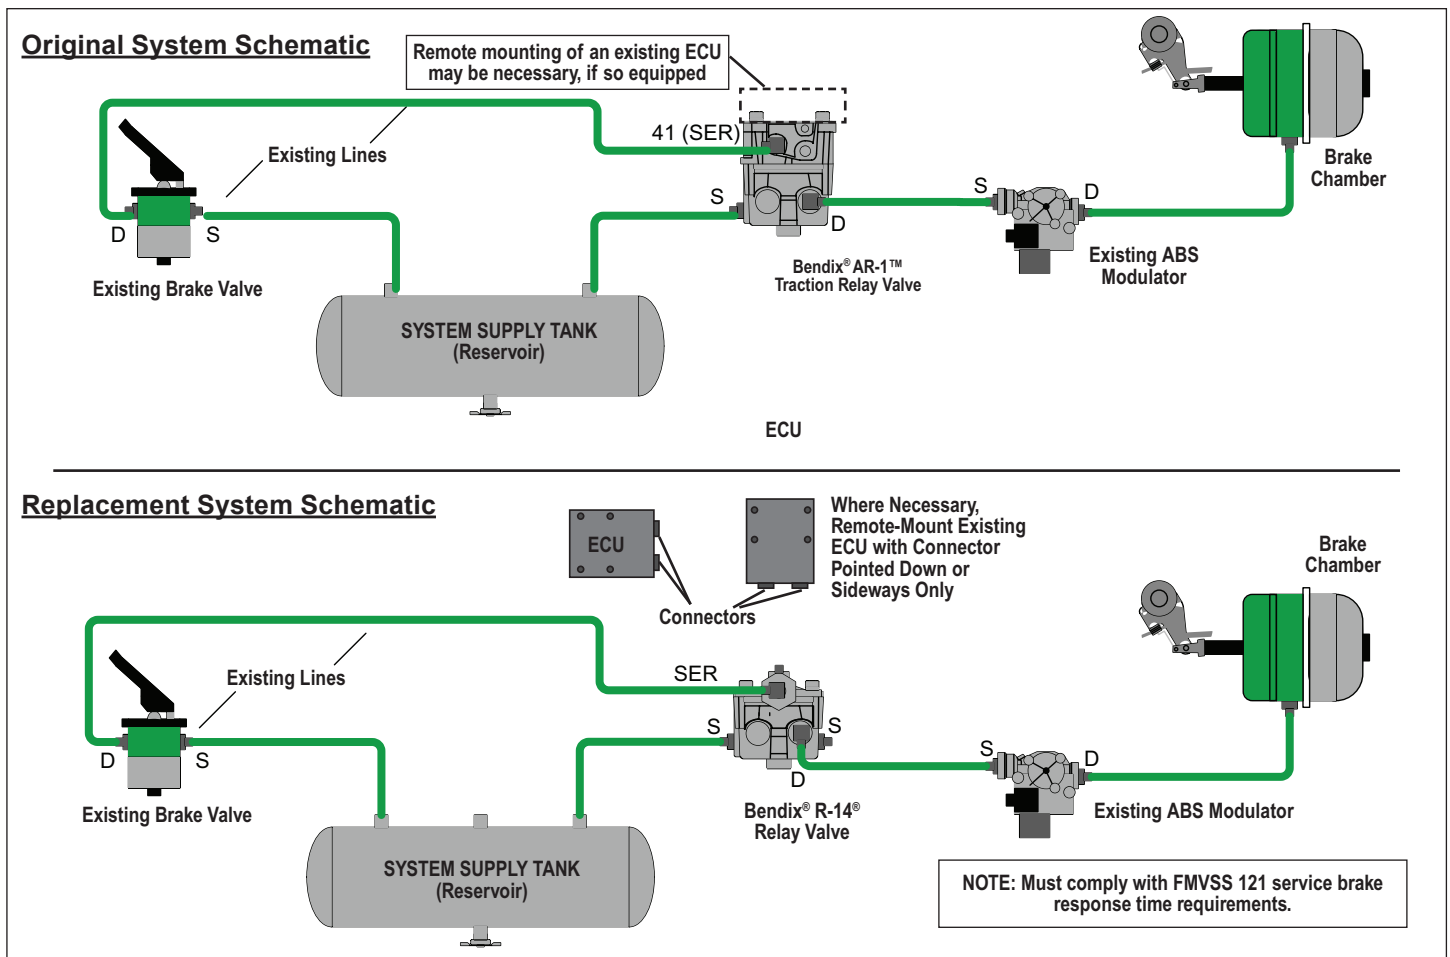 Original System Schematic
Remote mounting of an existing ECU
may be necessary, if so equipped
41 (SER)
Existing Lines
D
S
Existing Brake Valve
S
D
Bendix® AR-1™
Traction Relay Valve
S
D
Existing ABS
Modulator
Brake
Chamber
SYSTEM SUPPLY TANK
(Reservoir)
ECU
Replacement System Schematic
ECU
Connectors
Where Necessary,
Remote-Mount Existing
ECU with Connector
Pointed Down or
Sideways Only
Brake
Chamber
SER
Existing Lines
D
S
Existing Brake Valve
S
S
D
Bendix® R-14®
Relay Valve
S
D
Existing ABS Modulator
SYSTEM SUPPLY TANK
(Reservoir)
NOTE: Must comply with FMVSS 121 service brake
response time requirements.